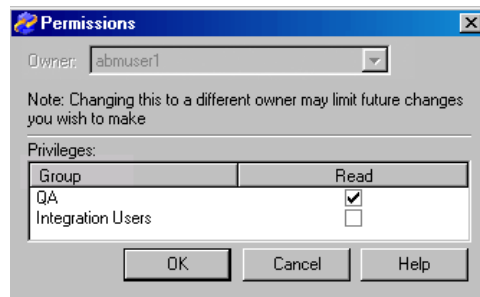 Permissions
Owner: abmuser1
Note: Changing this to a different owner may limit future changes
you wish to make
Privileges:
Group Read
QA
Integration Users
OK Cancel Help